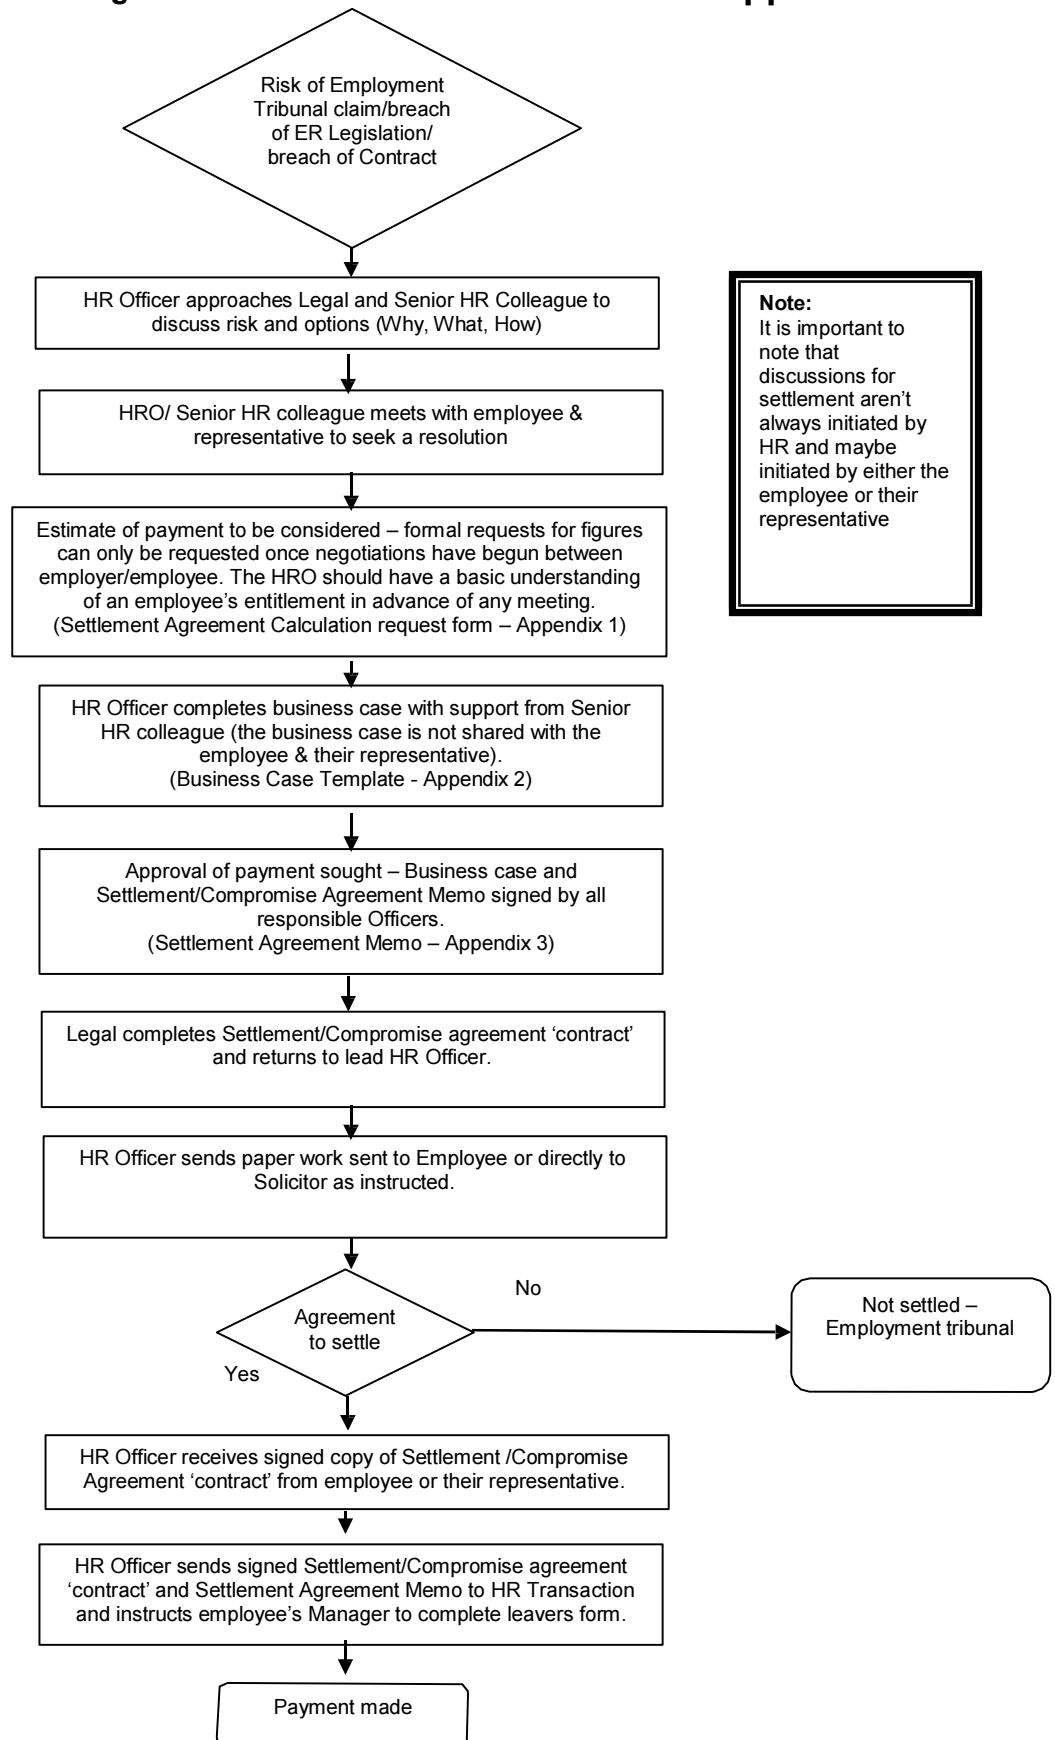 Risk of Employment
Tribunal claim/breach
of ER Legislation/
breach of Contract
HR Officer approaches Legal and Senior HR Colleague to
discuss risk and options (Why, What, How)
Note:
It is important to
note that
discussions for
settlement aren’t
always initiated by
HR and maybe
initiated by either the
employee or their
representative
HRO/ Senior HR colleague meets with employee &
representative to seek a resolution
Estimate of payment to be considered – formal requests for figures
can only be requested once negotiations have begun between
employer/employee. The HRO should have a basic understanding
of an employee’s entitlement in advance of any meeting.
(Settlement Agreement Calculation request form – Appendix 1)
HR Officer completes business case with support from Senior
HR colleague (the business case is not shared with the
employee & their representative).
(Business Case Template - Appendix 2)
Approval of payment sought – Business case and
Settlement/Compromise Agreement Memo signed by all
responsible Officers.
(Settlement Agreement Memo – Appendix 3)
Legal completes Settlement/Compromise agreement ‘contract’
and returns to lead HR Officer.
HR Officer sends paper work sent to Employee or directly to
Solicitor as instructed.
Agreement
to settle
No
Not settled –
Employment tribunal
Yes
HR Officer receives signed copy of Settlement /Compromise
Agreement ‘contract’ from employee or their representative.
HR Officer sends signed Settlement/Compromise agreement
‘contract’ and Settlement Agreement Memo to HR Transaction
and instructs employee’s Manager to complete leavers form.
Payment made